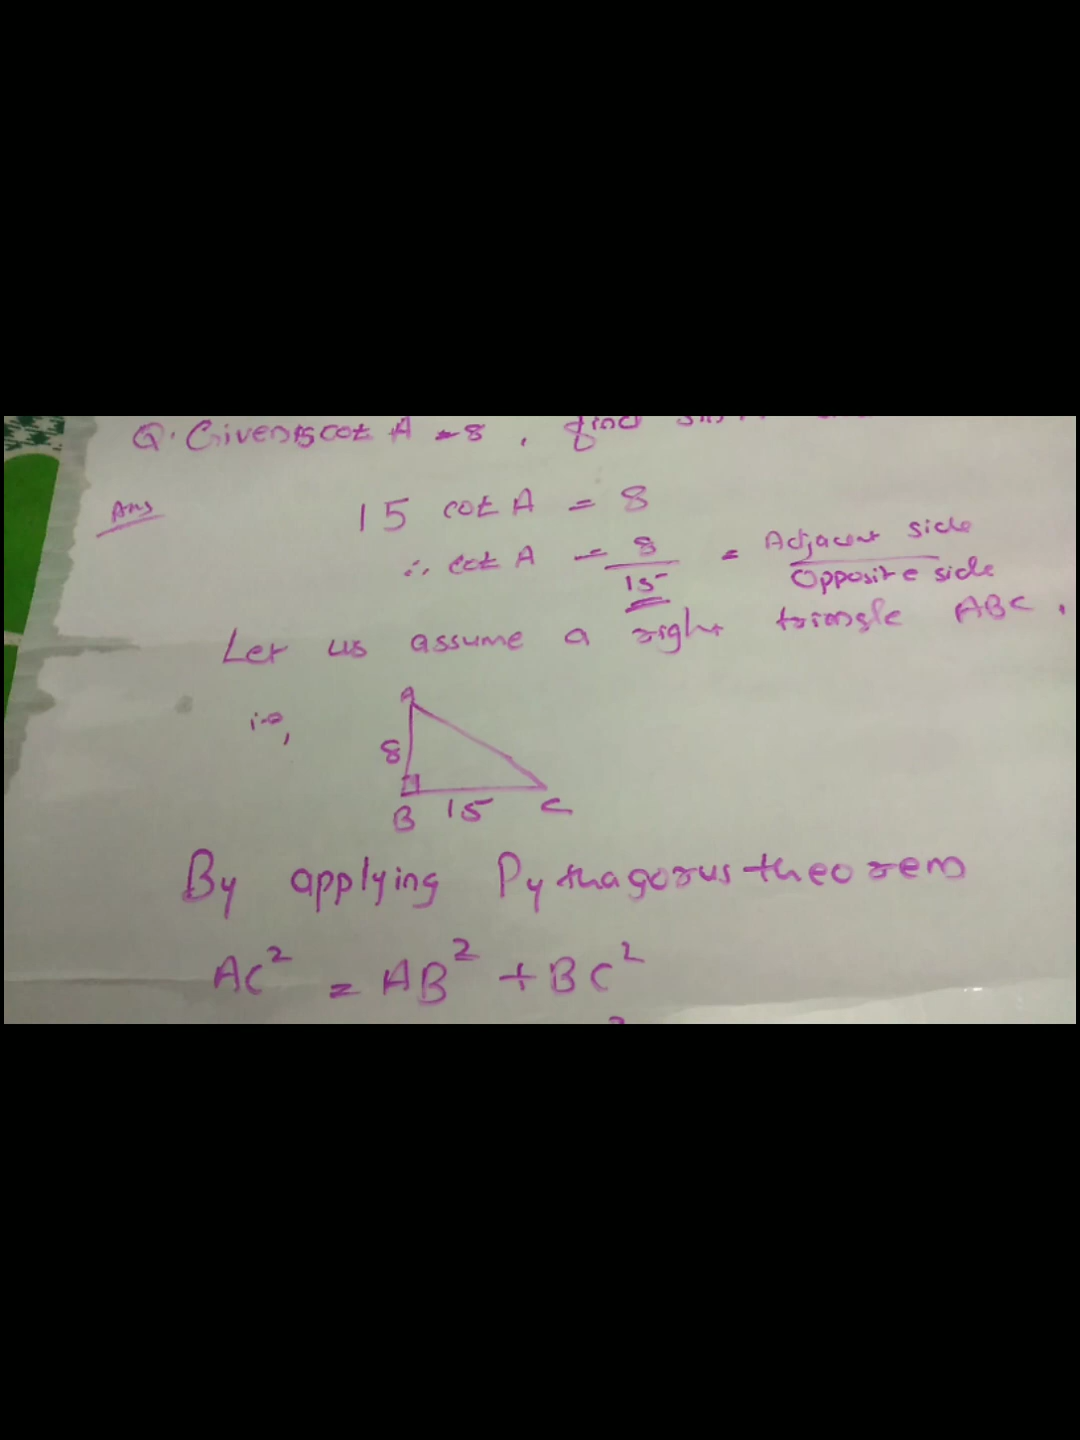 Q. Given 15 cot A = 8, find
Ans 15 cot A = 8
∴ cot A = 8/15 = Adjacent side/Opposite side
Let us assume a right triangle ABC.
i.e,
A
8
B 15 C
By applying Pythagorus theorem
AC² = AB² + BC²